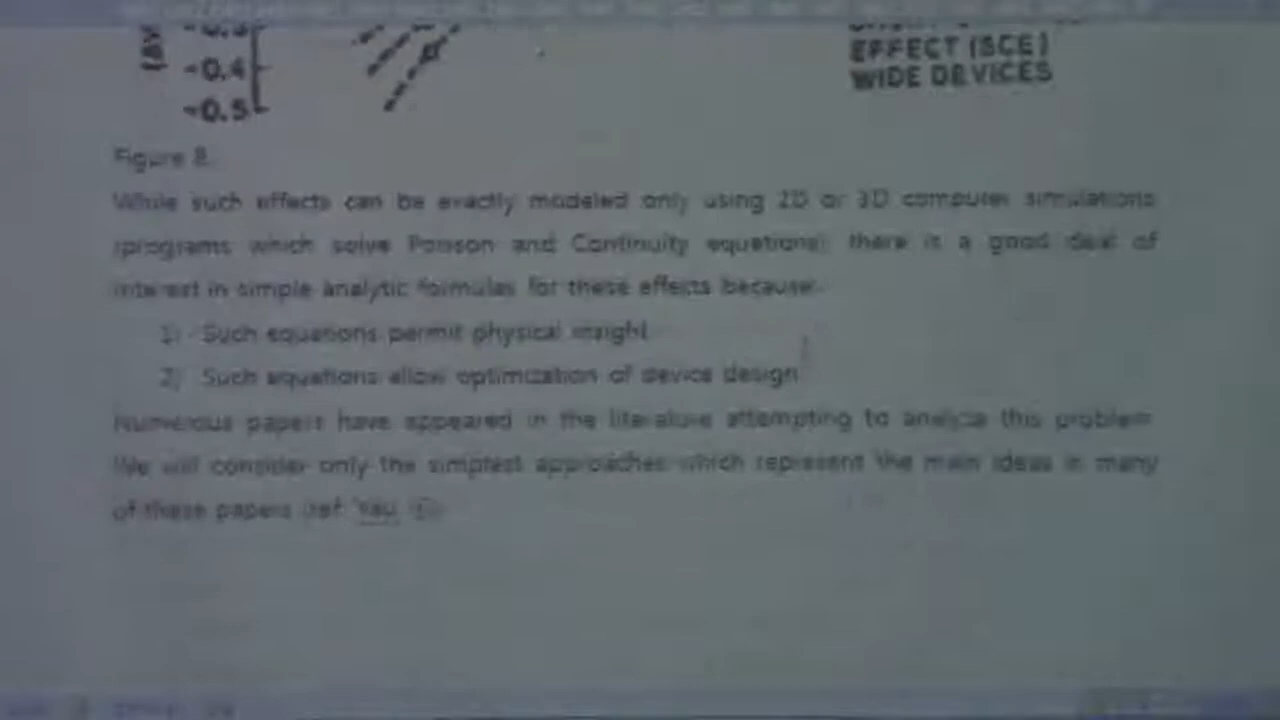 -0.4
-0.5
EFFECT (SCE)
WIDE DEVICES
Figure 8.
While such effects can be exactly modeled only using 2D or 3D computer simulations
(programs which solve Poisson and Continuity equations), there is a good deal of
interest in simple analytic formulas for these effects because:
1) Such equations permit physical insight
2) Such equations allow optimization of device design
Numerous papers have appeared in the literature attempting to analyze this problem.
We will consider only the simplest approaches which represent the main ideas in many
of these papers (ref. Yau